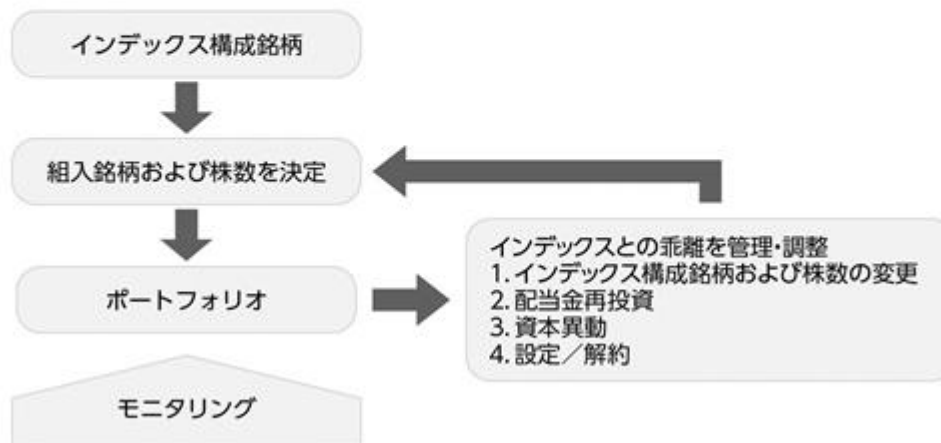 インデックス構成銘柄
組入銘柄および株数を決定
ポートフォリオ
インデックスとの乖離を管理・調整
1. インデックス構成銘柄および株数の変更
2. 配当金再投資
3. 資本異動
4. 設定／解約
モニタリング